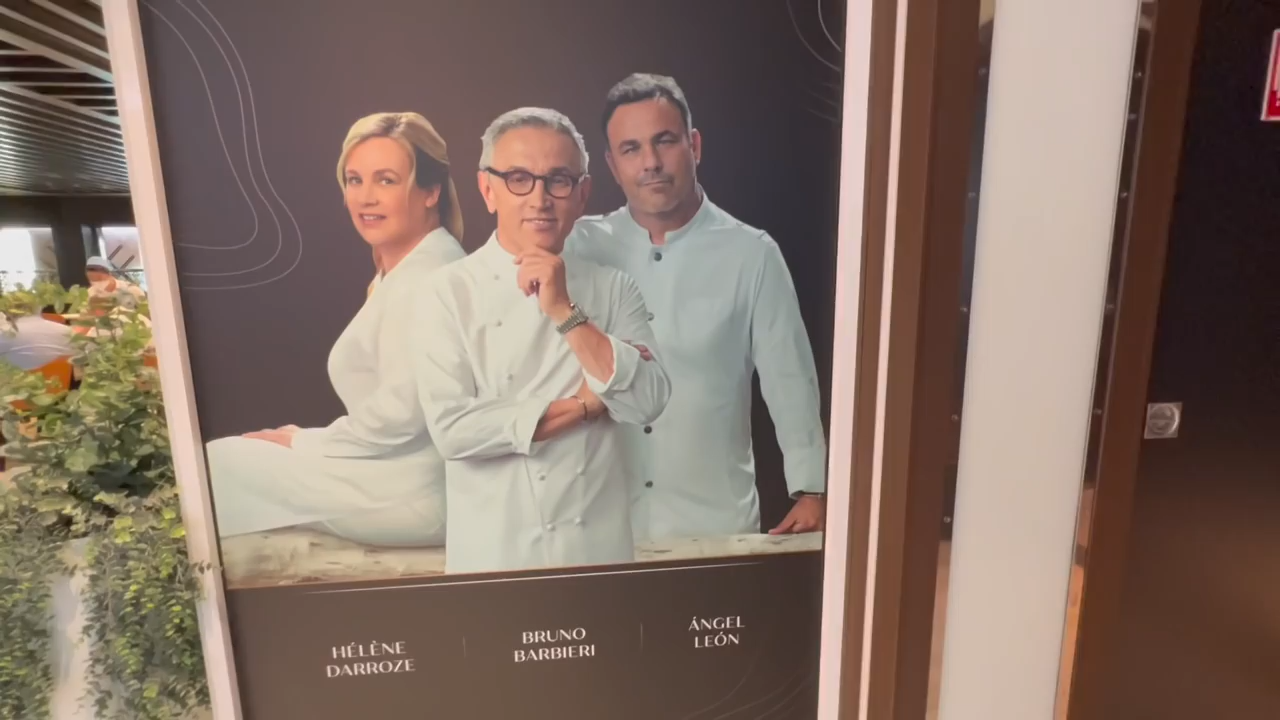 HÉLÈNE
DARROZE
BRUNO
BARBIERI
ÁNGEL
LEÓN